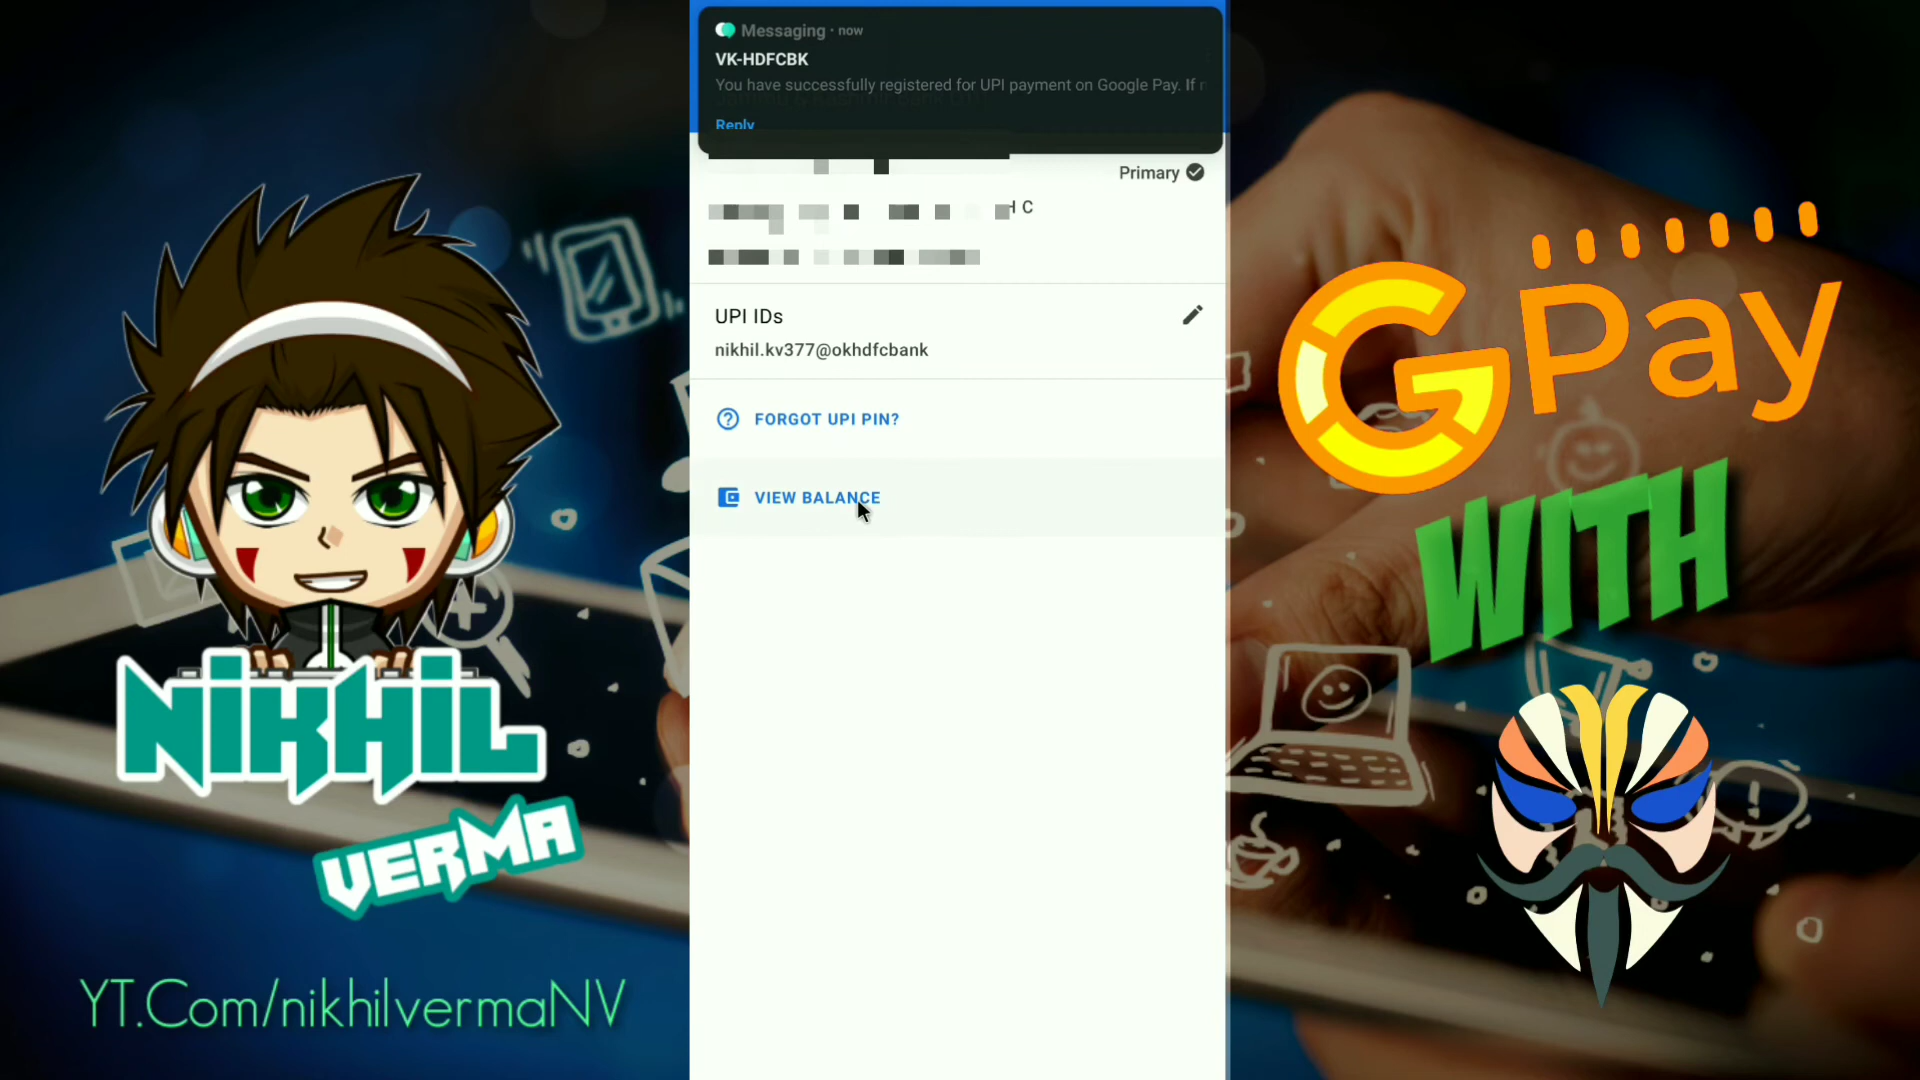 Messaging · now
VK-HDFCBK
You have successfully registered for UPI payment on Google Pay. If
Reply
Primary
H C
UPI IDs
nikhil.kv377@okhdfcbank
FORGOT UPI PIN?
VIEW BALANCE
NIKHIL
VERMA
YT.Com/nikhilvermaNV
GPay
WITH